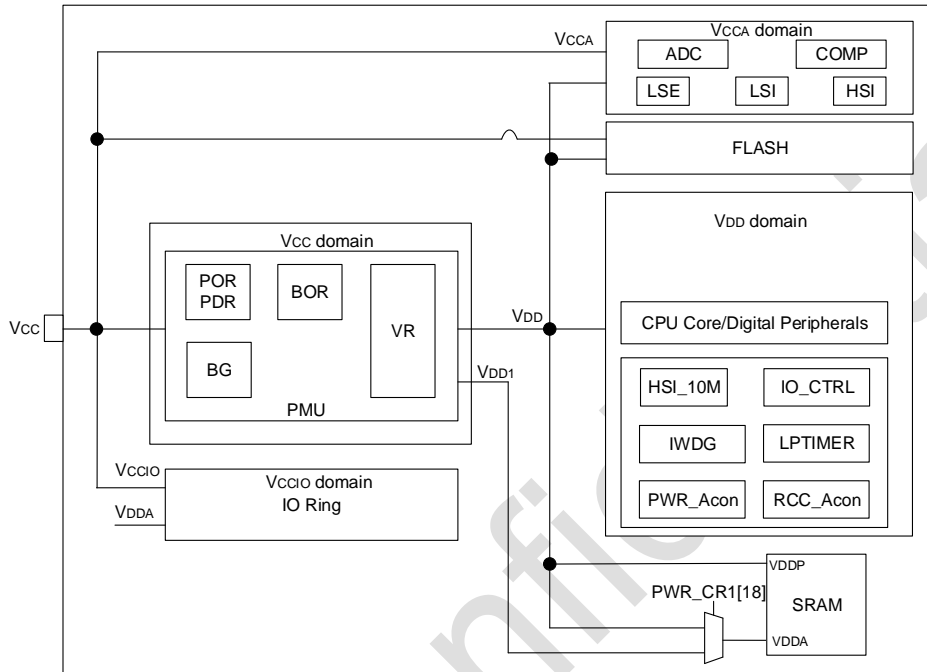 VCCA
VCCA domain
ADC
COMP
LSE
LSI
HSI
FLASH
VDD domain
VCC domain
POR
PDR
BOR
VR
VCC
VDD
CPU Core/Digital Peripherals
BG
VDD1
PMU
HSI_10M
IO_CTRL
IWDG
LPTIMER
VCCIO
VCCIO domain
IO Ring
PWR_Acon
RCC_Acon
VDDA
VDDP
PWR_CR1[18]
SRAM
VDDA